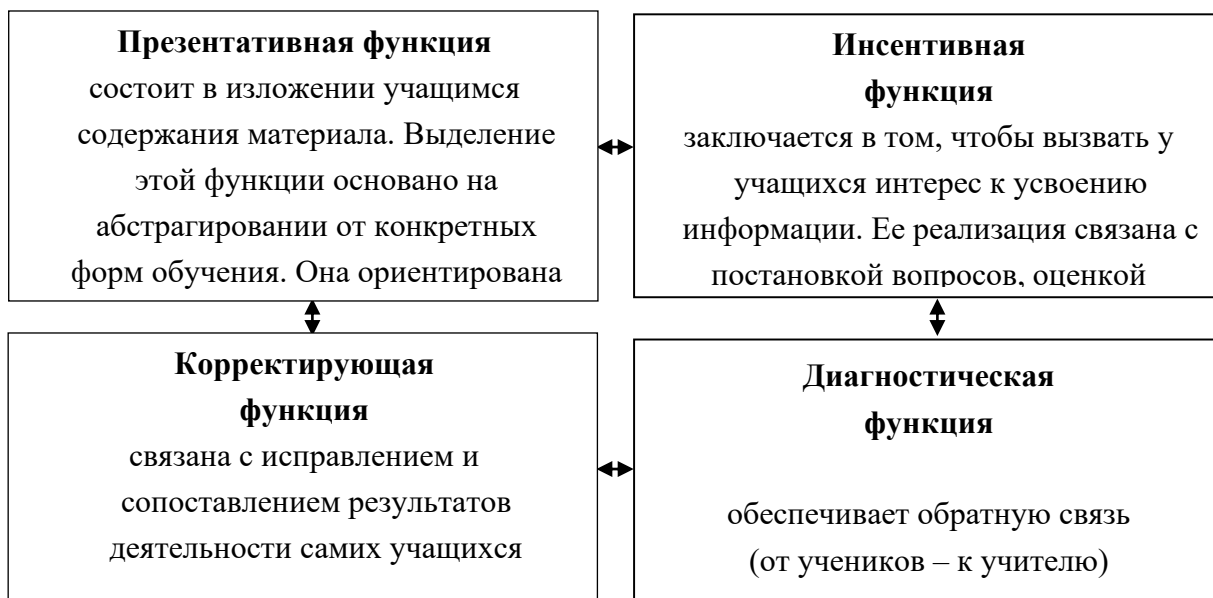 Презентативная функция
состоит в изложении учащимся
содержания материала. Выделение
этой функции основано на
абстрагировании от конкретных
форм обучения. Она ориентирована
Инсентивная
функция
заключается в том, чтобы вызвать у
учащихся интерес к усвоению
информации. Ее реализация связана с
постановкой вопросов, оценкой
Корректирующая
функция
связана с исправлением и
сопоставлением результатов
деятельности самих учащихся
Диагностическая
функция
обеспечивает обратную связь
(от учеников – к учителю)